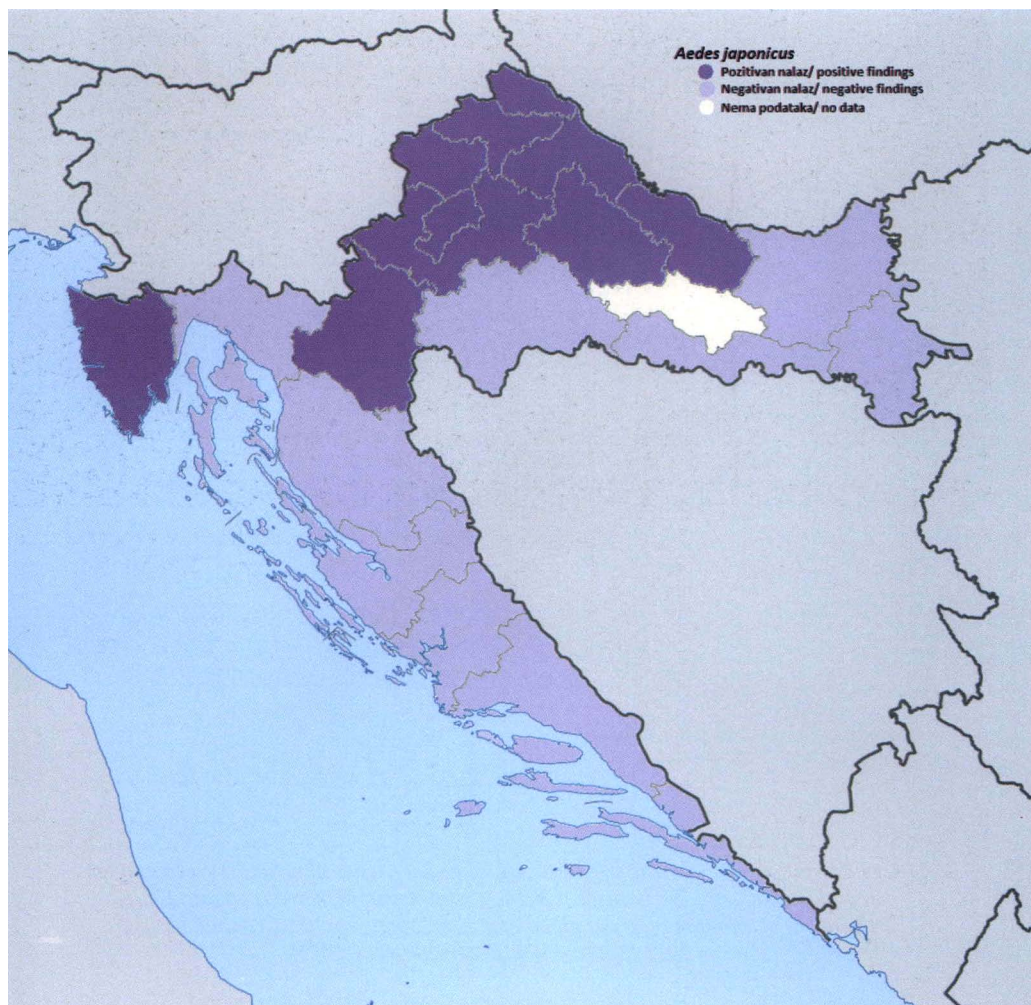 Aedes japonicus
Pozitivan nalaz/ positive findings
Negativan nalaz/ negative findings
Nema podataka/ no data